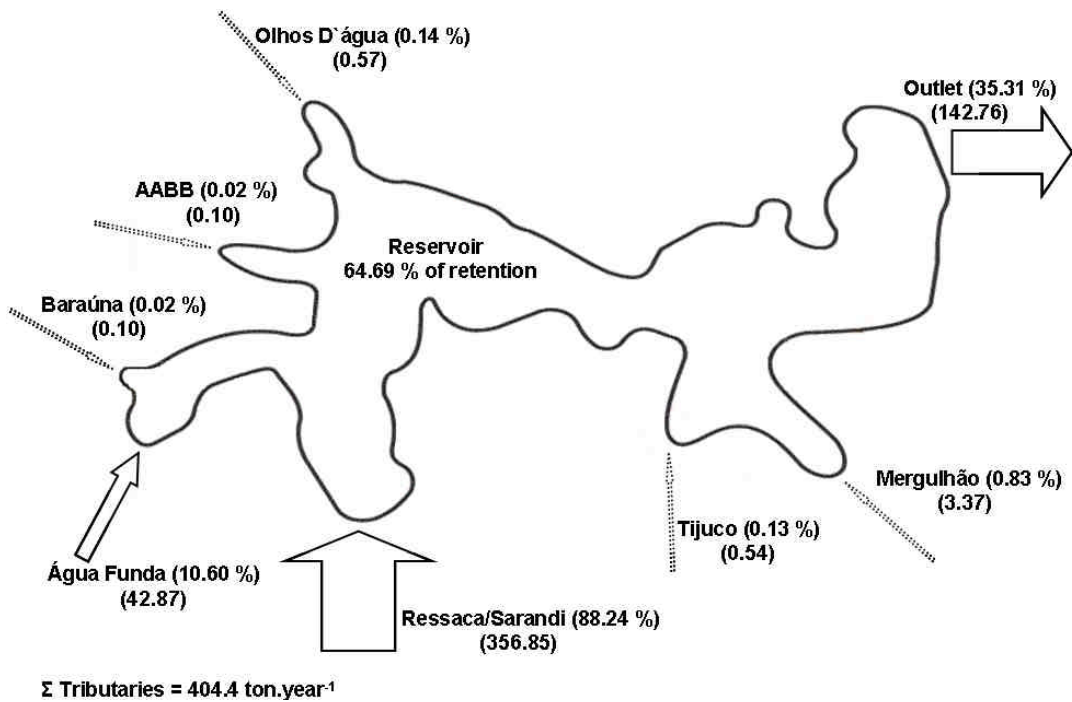 Olhos D`água (0.14 %)
(0.57)
Outlet (35.31 %)
(142.76)
AABB (0.02 %)
(0.10)
Reservoir
64.69 % of retention
Baraúna (0.02 %)
(0.10)
Mergulhão (0.83 %)
(3.37)
Tijuco (0.13 %)
(0.54)
Água Funda (10.60 %)
(42.87)
Ressaca/Sarandi (88.24 %)
(356.85)
Σ Tributaries = 404.4 ton.year⁻¹